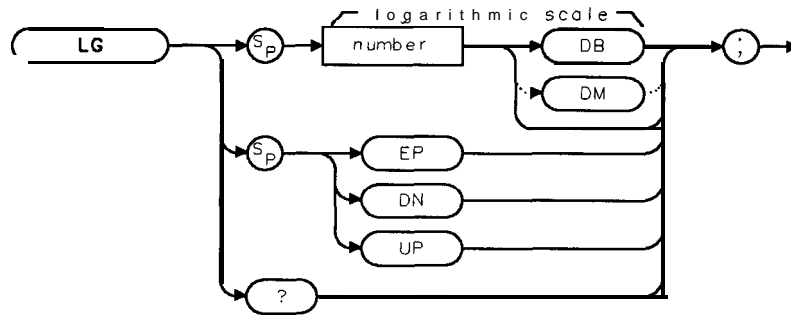 logarithmic scale
LG
SP
number
DB
;
DM
SP
EP
DN
UP
?